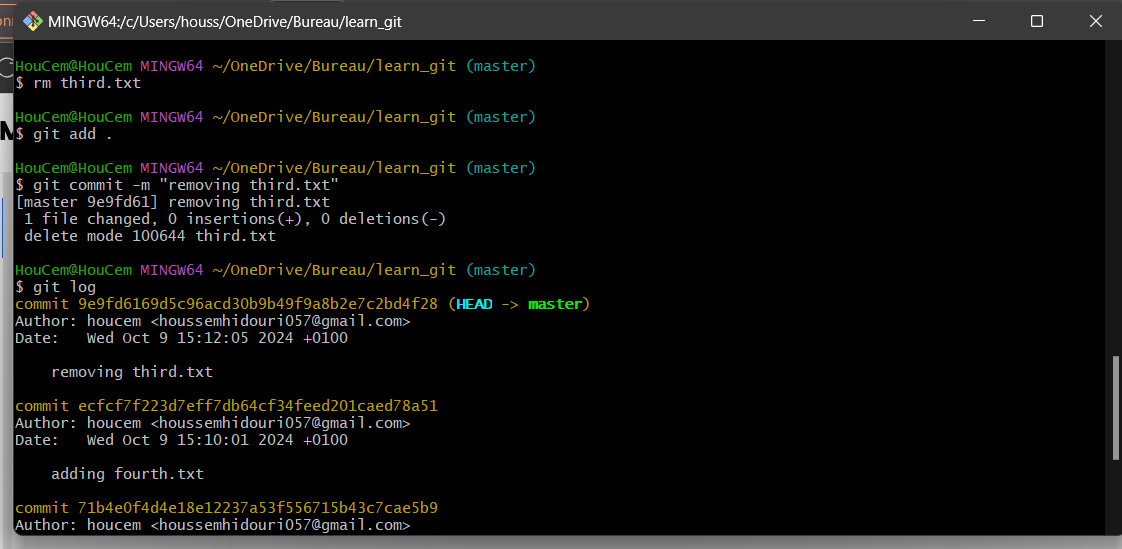 MINGW64:/c/Users/houss/OneDrive/Bureau/learn_git
HouCem@HouCem MINGW64 ~/OneDrive/Bureau/learn_git (master)
$ rm third.txt
HouCem@HouCem MINGW64 ~/OneDrive/Bureau/learn_git (master)
$ git add .
HouCem@HouCem MINGW64 ~/OneDrive/Bureau/learn_git (master)
$ git commit -m "removing third.txt"
[master 9e9fd61] removing third.txt
1 file changed, 0 insertions(+), 0 deletions(-)
delete mode 100644 third.txt
HouCem@HouCem MINGW64 ~/OneDrive/Bureau/learn_git (master)
$ git log
commit 9e9fd6169d5c96acd30b9b49f9a8b2e7c2bd4f28 (HEAD -> master)
Author: houcem <houssemhidouri057@gmail.com>
Date:   Wed Oct 9 15:12:05 2024 +0100
removing third.txt
commit ecfcf7f223d7eff7db64cf34feed201caed78a51
Author: houcem <houssemhidouri057@gmail.com>
Date:   Wed Oct 9 15:10:01 2024 +0100
adding fourth.txt
commit 71b4e0f4d4e18e12237a53f556715b43c7cae5b9
Author: houcem <houssemhidouri057@gmail.com>